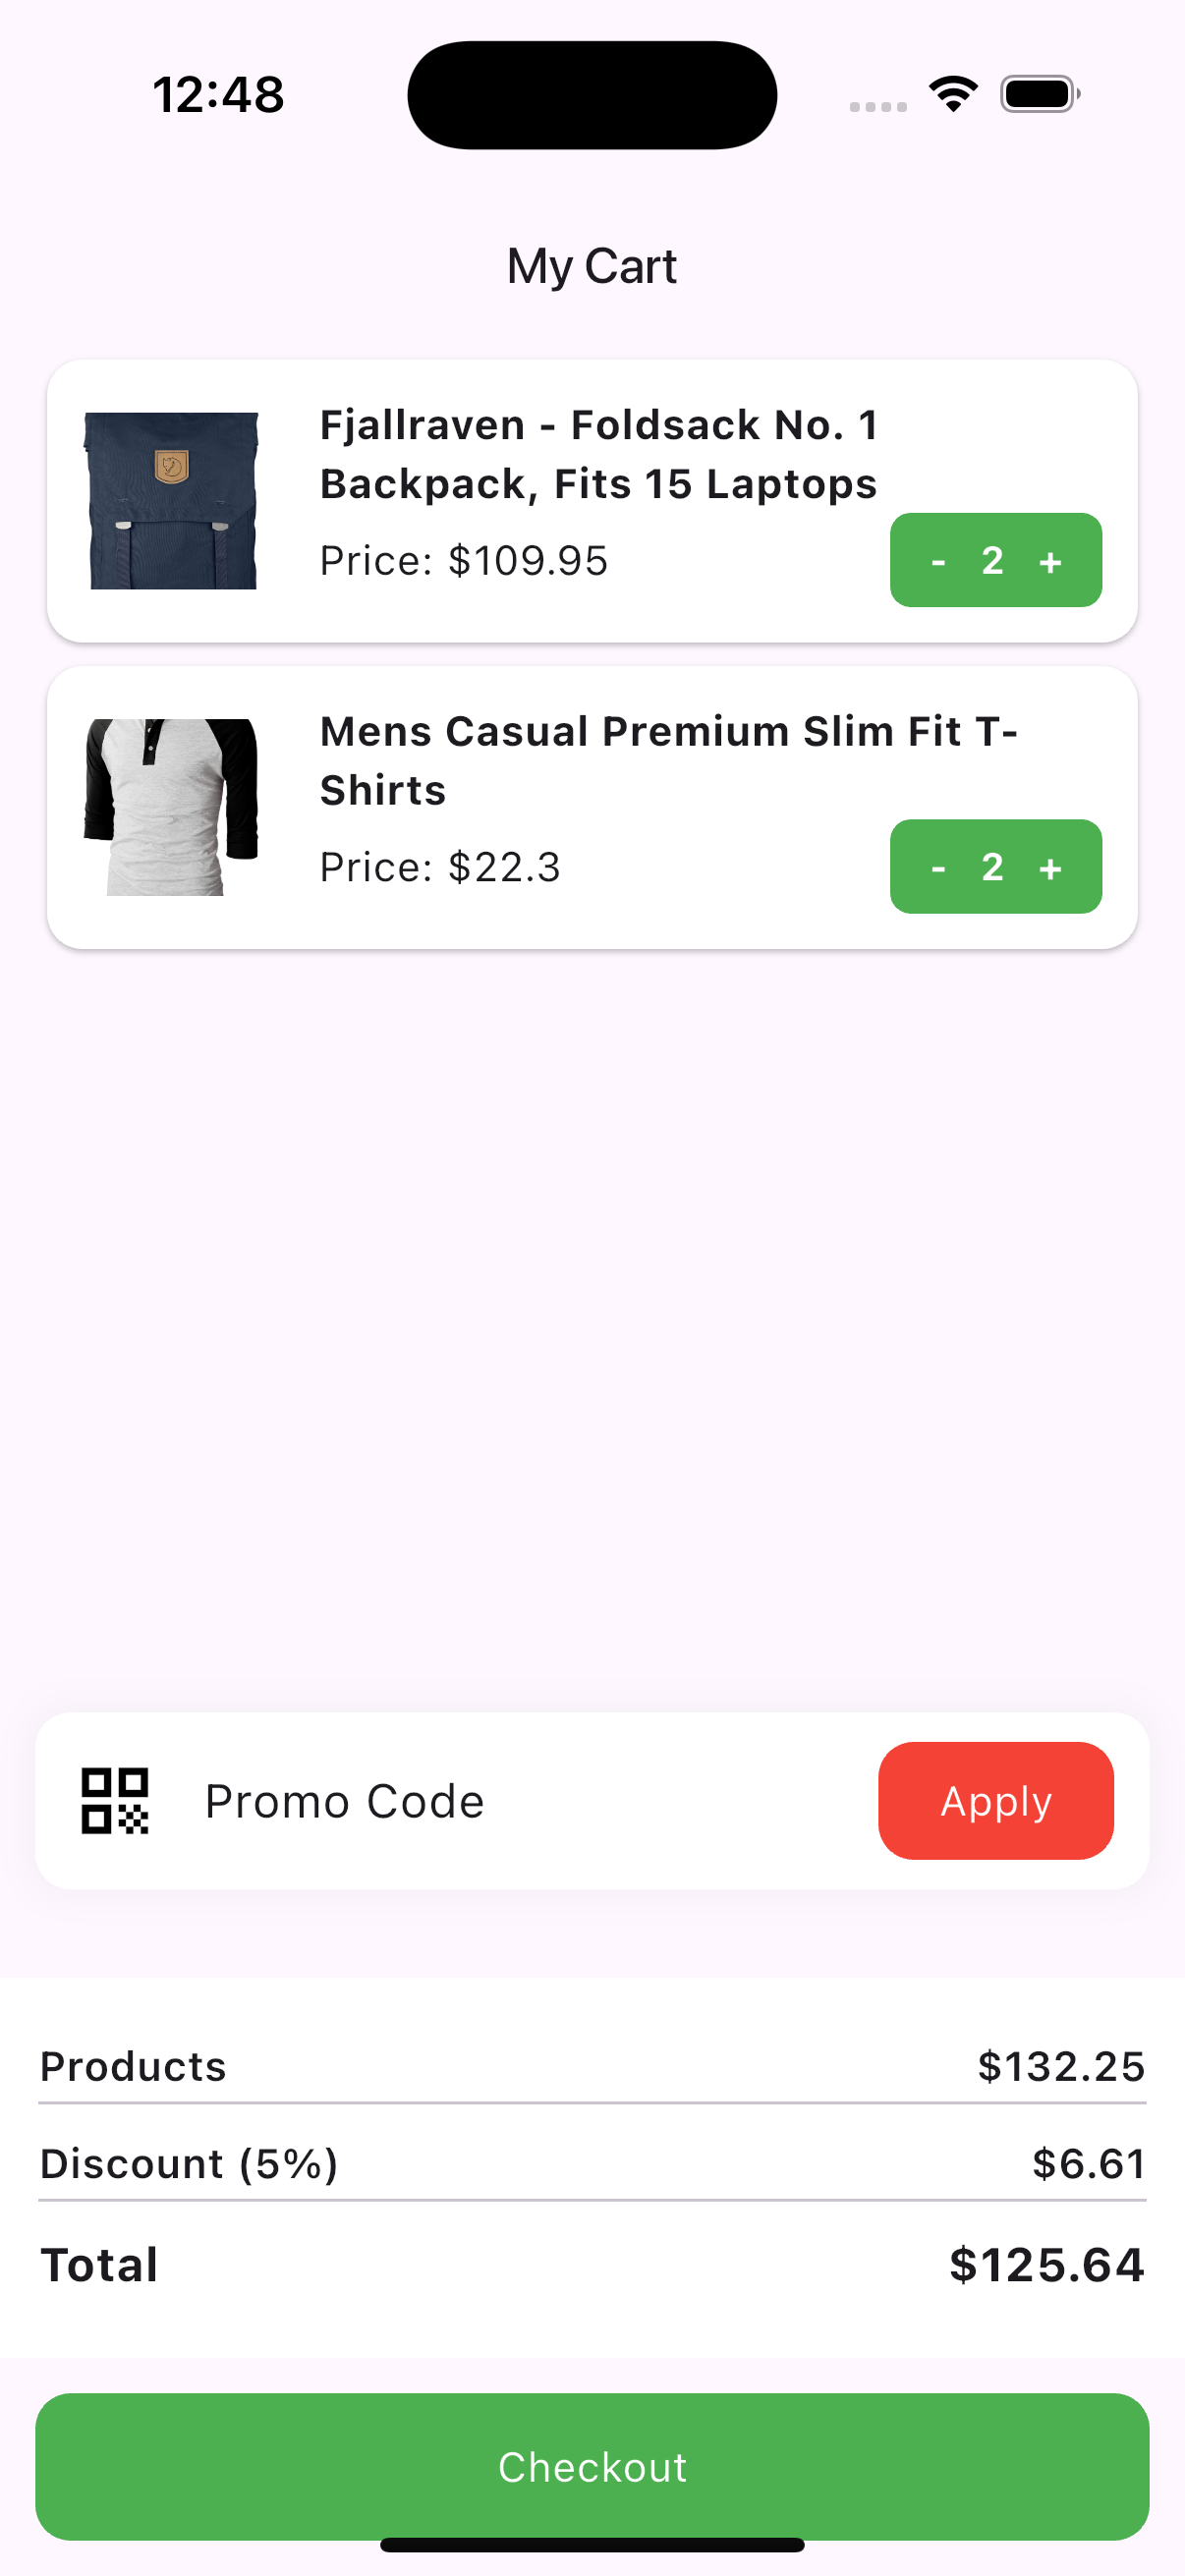 12:48
My Cart
Fjallraven - Foldsack No. 1
Backpack, Fits 15 Laptops
Price: $109.95
- 2 +
Mens Casual Premium Slim Fit T-
Shirts
Price: $22.3
- 2 +
Promo Code
Apply
Products $132.25
Discount (5%) $6.61
Total $125.64
Checkout